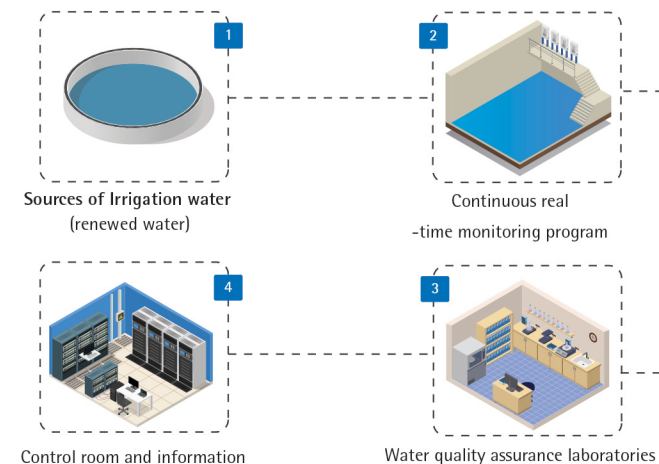 1
Sources of Irrigation water
(renewed water)
2
Continuous real
-time monitoring program
4
Control room and information
3
Water quality assurance laboratories